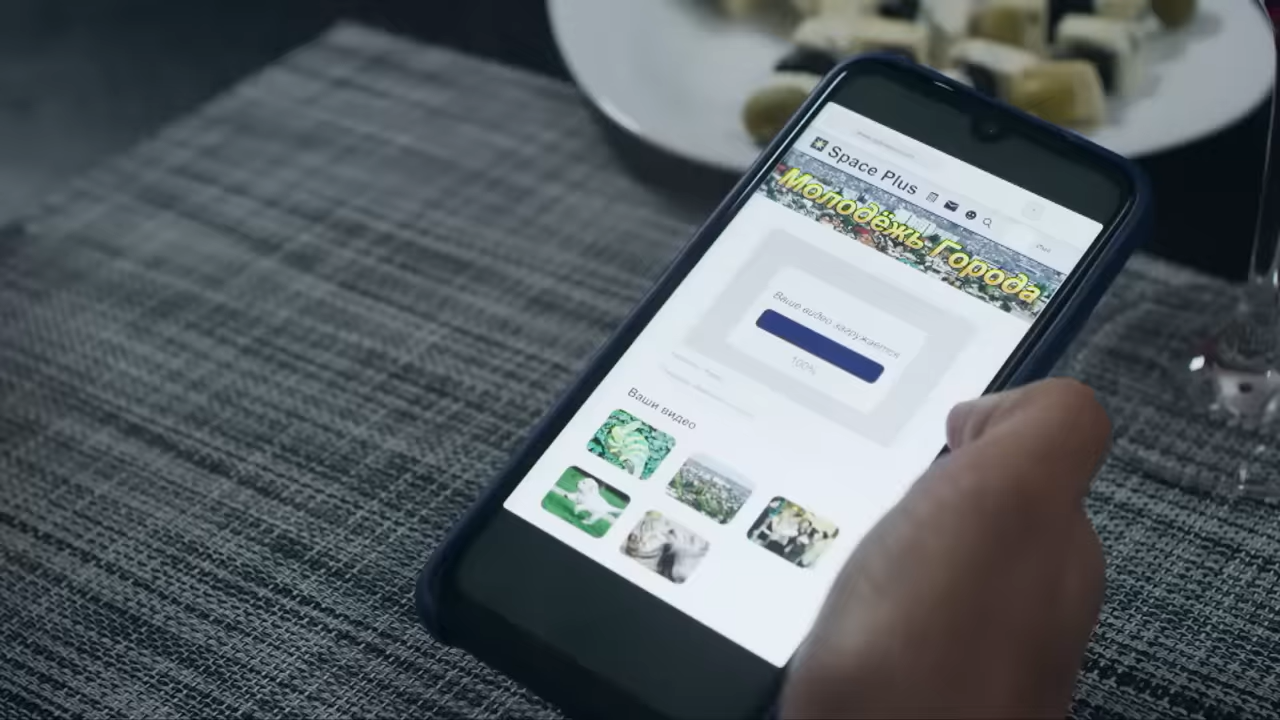 Space Plus
Молодёжь Города
Ваше видео загружается
100%
Ваши видео